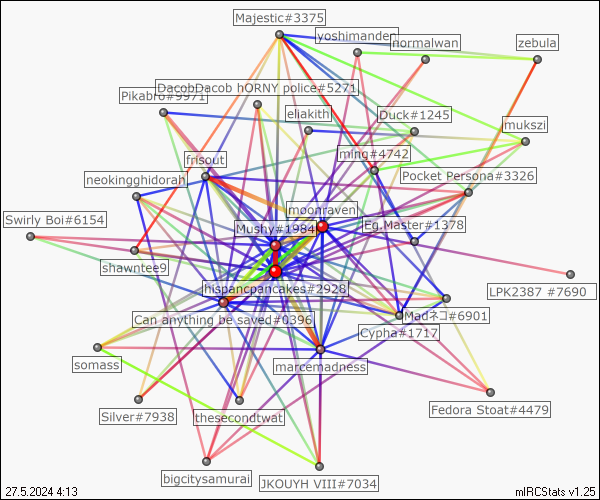 Majestic#3375
yoshimanden
normalwan
zebula
DacobDacob hORNY police#5271
Pikabro#9971
eliakith
Duck#1245
mukszi
ming#4742
frisout
Pocket Persona#3326
neokingghidorah
moonraven
Swirly Boi#6154
Mushy#1984
Eg.Master#1378
shawntee9
hispanicpancakes#2928
LPK2387 #7690
Can anything be saved#0396
Madネコ#6901
Cypha#1717
somass
marcemadness
Silver#7938
thesecondtwat
Fedora Stoat#4479
bigcitysamurai
JKOUYH VIII#7034
27.5.2024 4:13
mIRCStats v1.25